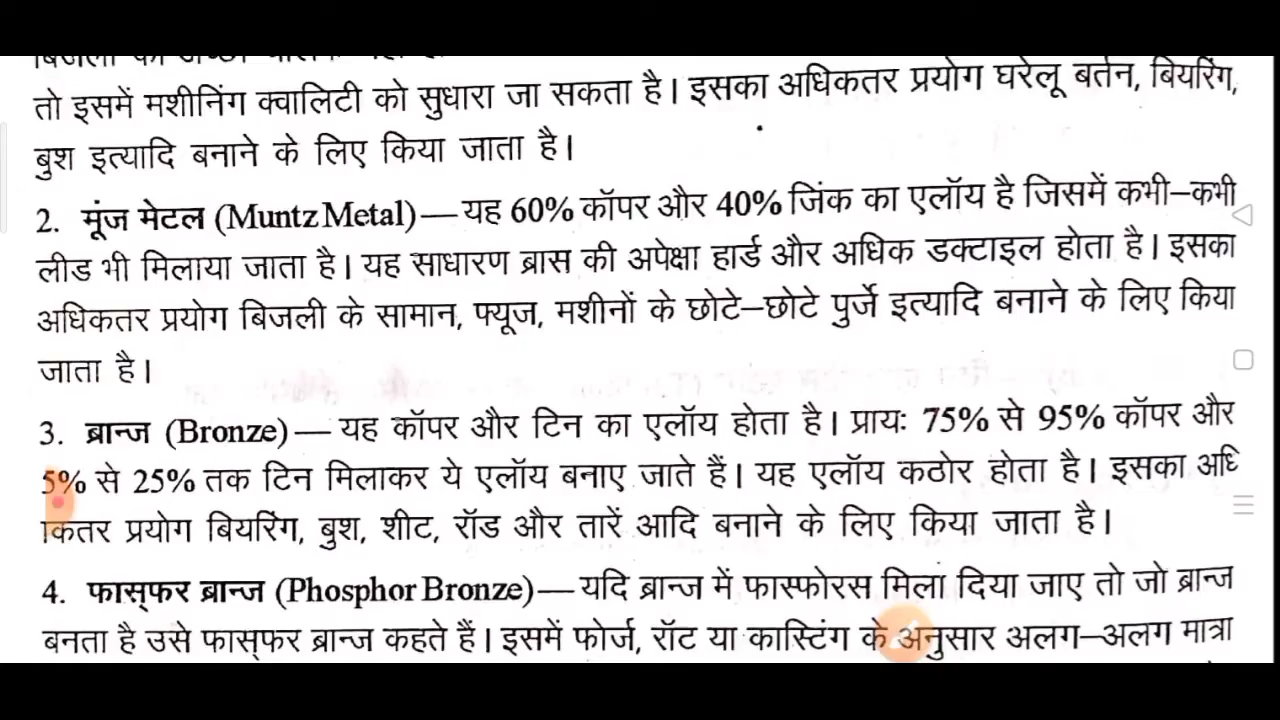 तो इसमें मशीनिंग क्वालिटी को सुधारा जा सकता है। इसका अधिकतर प्रयोग घरेलू बर्तन, बियरिंग,
बुश इत्यादि बनाने के लिए किया जाता है।
2. मूंज मेटल (Muntz Metal)—यह 60% कॉपर और 40% जिंक का एलॉय है जिसमें कभी–कभी
लीड भी मिलाया जाता है। यह साधारण ब्रास की अपेक्षा हार्ड और अधिक डक्टाइल होता है। इसका
अधिकतर प्रयोग बिजली के सामान, फ्यूज, मशीनों के छोटे–छोटे पुर्जे इत्यादि बनाने के लिए किया
जाता है।
3. ब्रान्ज (Bronze)— यह कॉपर और टिन का एलॉय होता है। प्रायः 75% से 95% कॉपर और
5% से 25% तक टिन मिलाकर ये एलॉय बनाए जाते हैं। यह एलॉय कठोर होता है। इसका अधि
कतर प्रयोग बियरिंग, बुश, शीट, रॉड और तारें आदि बनाने के लिए किया जाता है।
4. फास्‌फर ब्रान्ज (Phosphor Bronze)—यदि ब्रान्ज में फास्फोरस मिला दिया जाए तो जो ब्रान्ज
बनता है उसे फास्‌फर ब्रान्ज कहते हैं। इसमें फोर्ज, रॉट या कास्टिंग के अनुसार अलग–अलग मात्रा